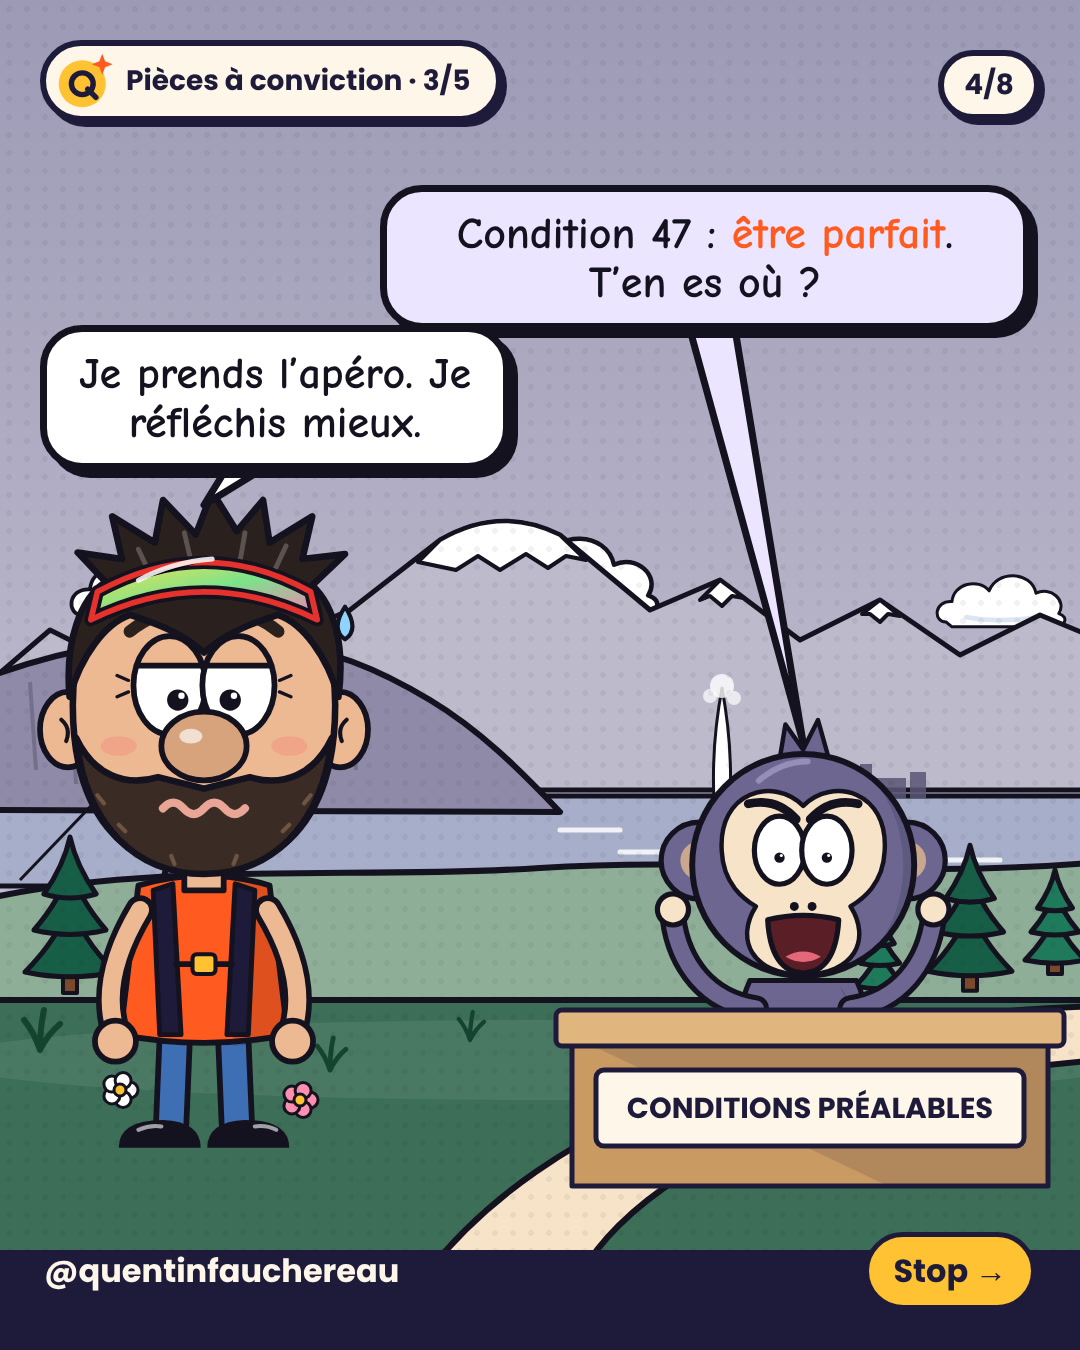 Q
Pièces à conviction · 3/5
4/8
Condition 47 : être parfait.
T'en es où ?
Je prends l'apéro. Je
réfléchis mieux.
CONDITIONS PRÉALABLES
@quentinfauchereau
Stop →